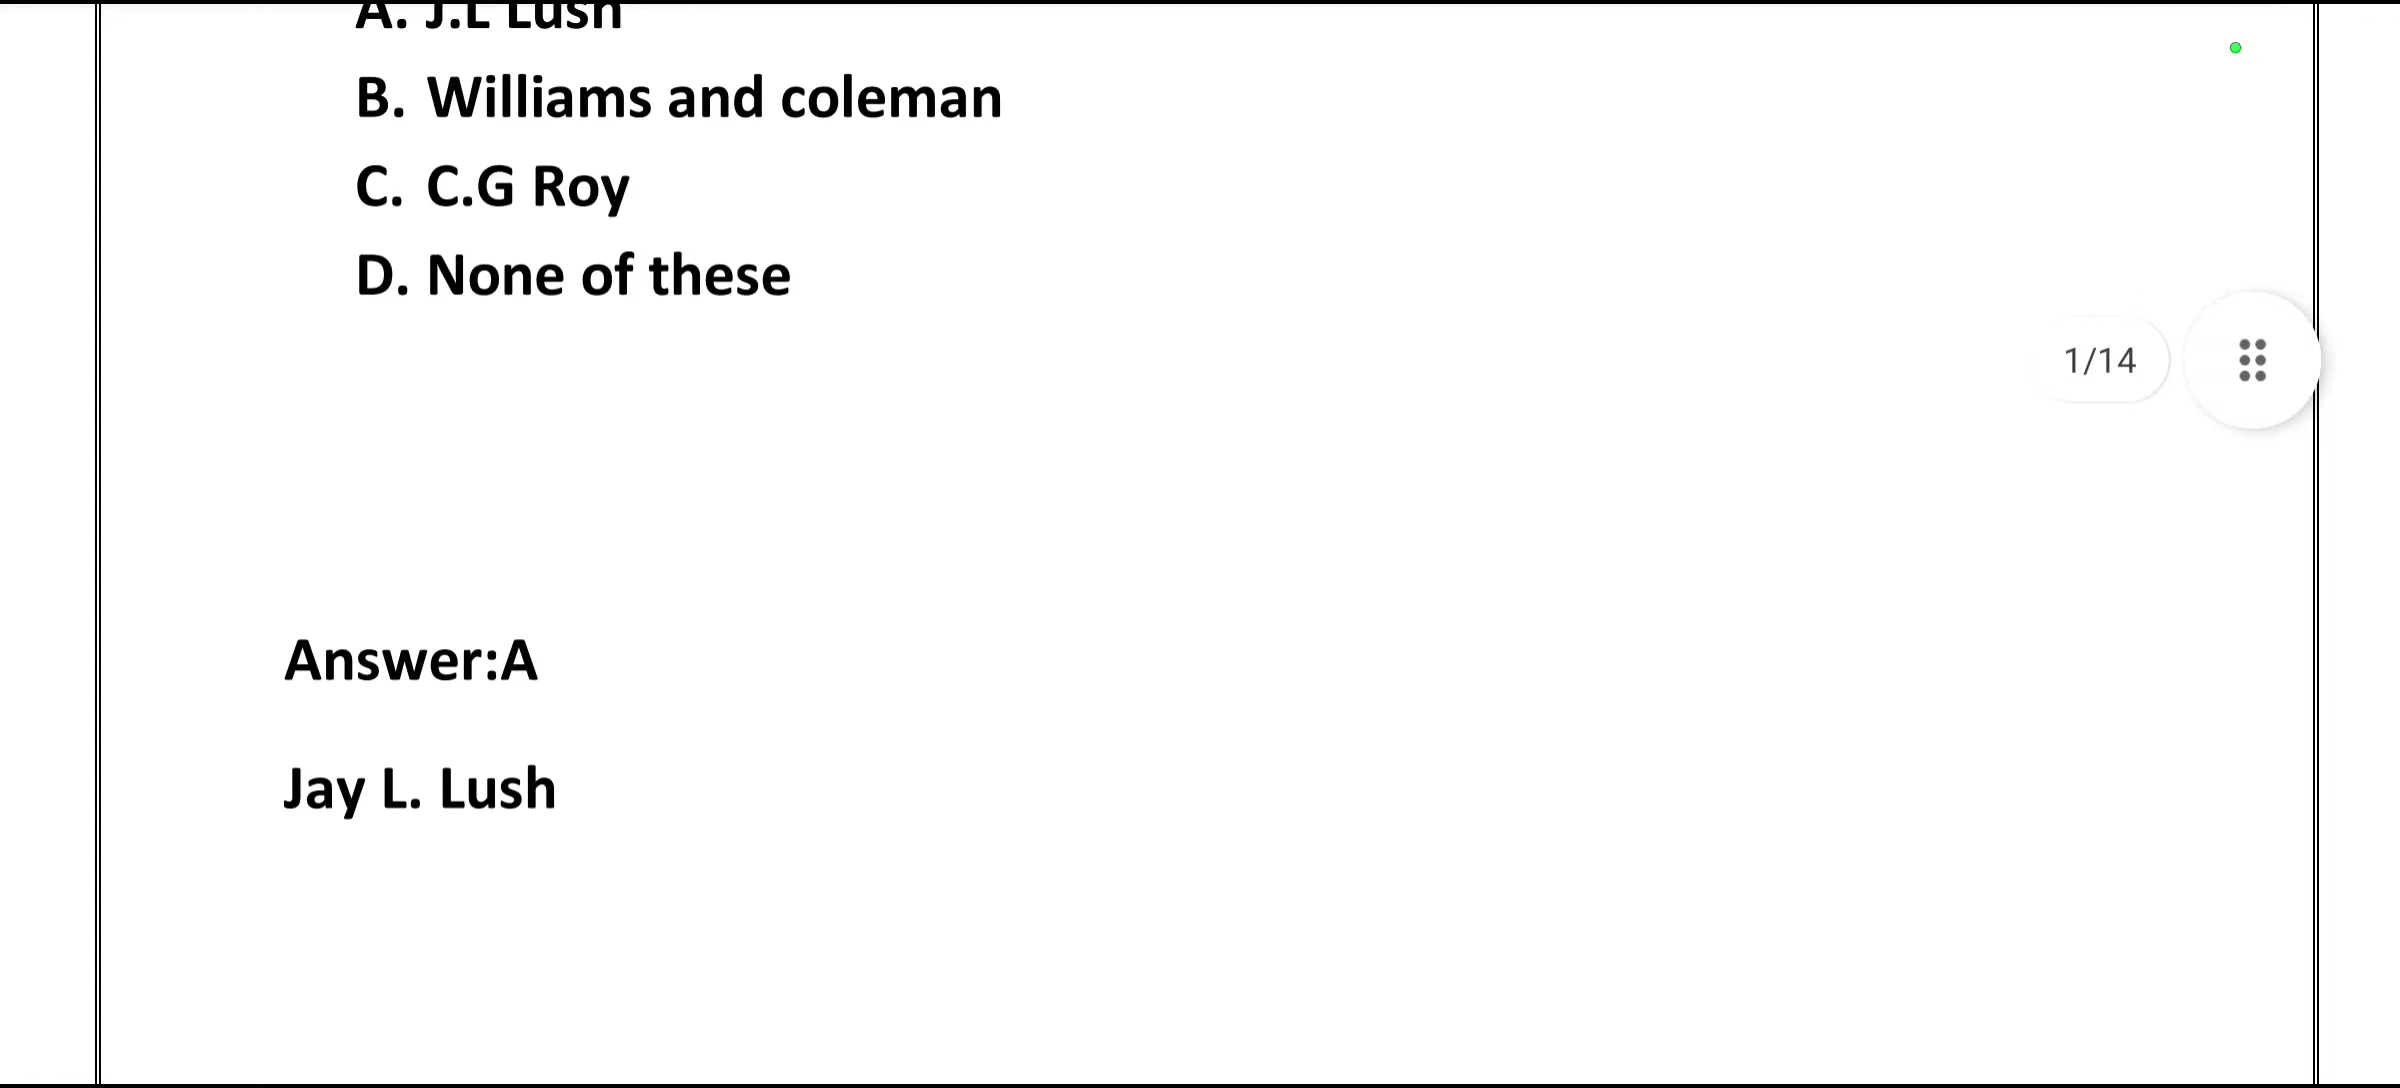 A. J.L Lush
B. Williams and coleman
C. C.G Roy
D. None of these
1/14
Answer:A
Jay L. Lush